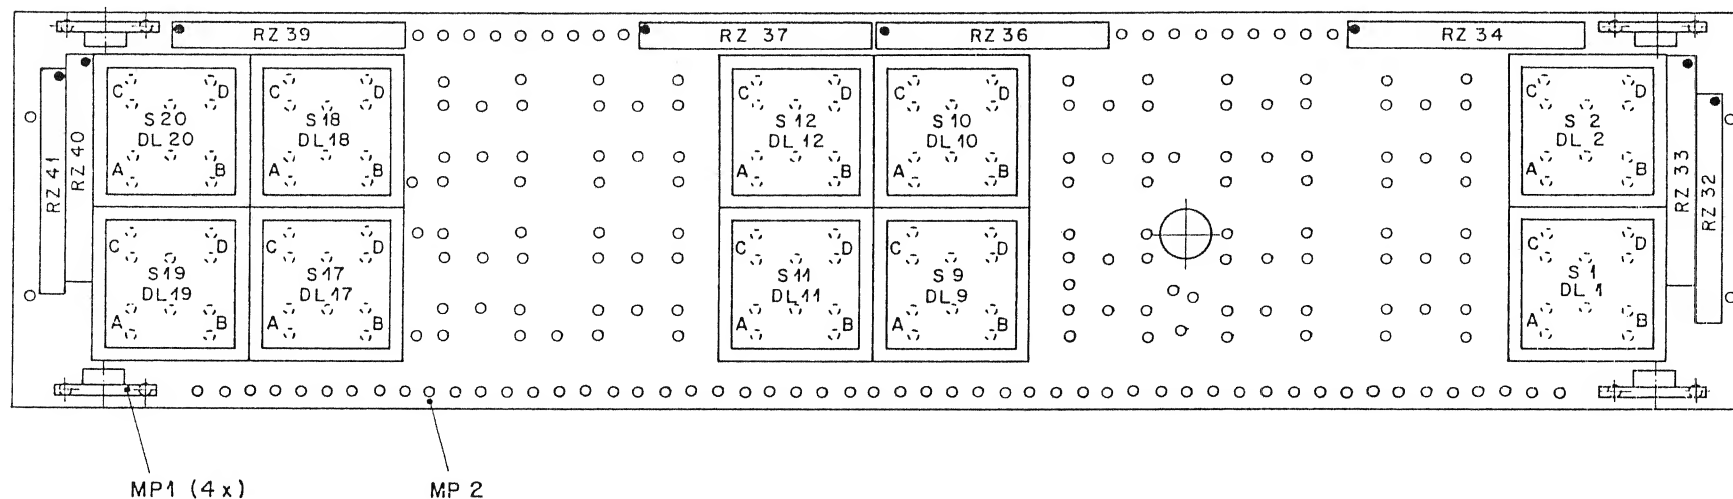 RZ 39
RZ 37
RZ 36
RZ 34
RZ 41
RZ 40
C D
S 20
DL 20
A B
C D
S 18
DL 18
A B
C D
S 12
DL 12
A B
C D
S 10
DL 10
A B
C D
S 2
DL 2
A B
RZ 33
RZ 32
C D
S 19
DL 19
A B
C D
S 17
DL 17
A B
C D
S 11
DL 11
A B
C D
S 9
DL 9
A B
C D
S 1
DL 1
A B
MP1 (4 x)
MP 2